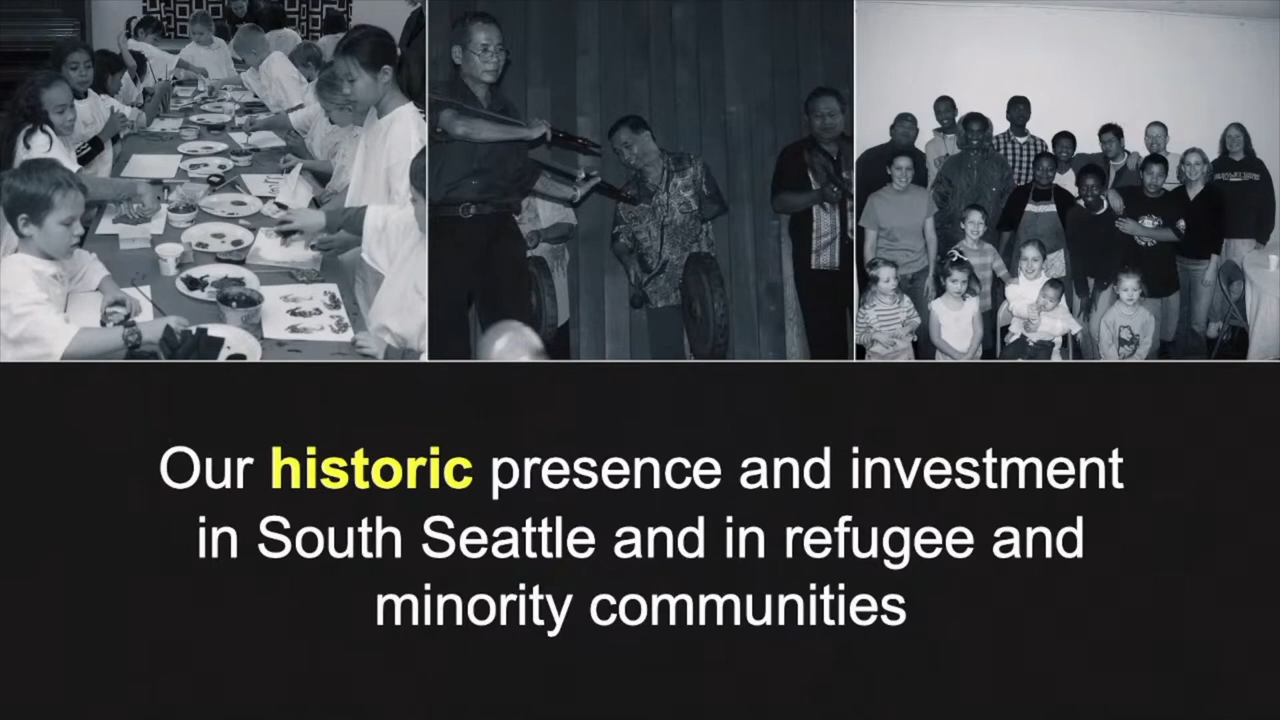 Our historic presence and investment
in South Seattle and in refugee and
minority communities